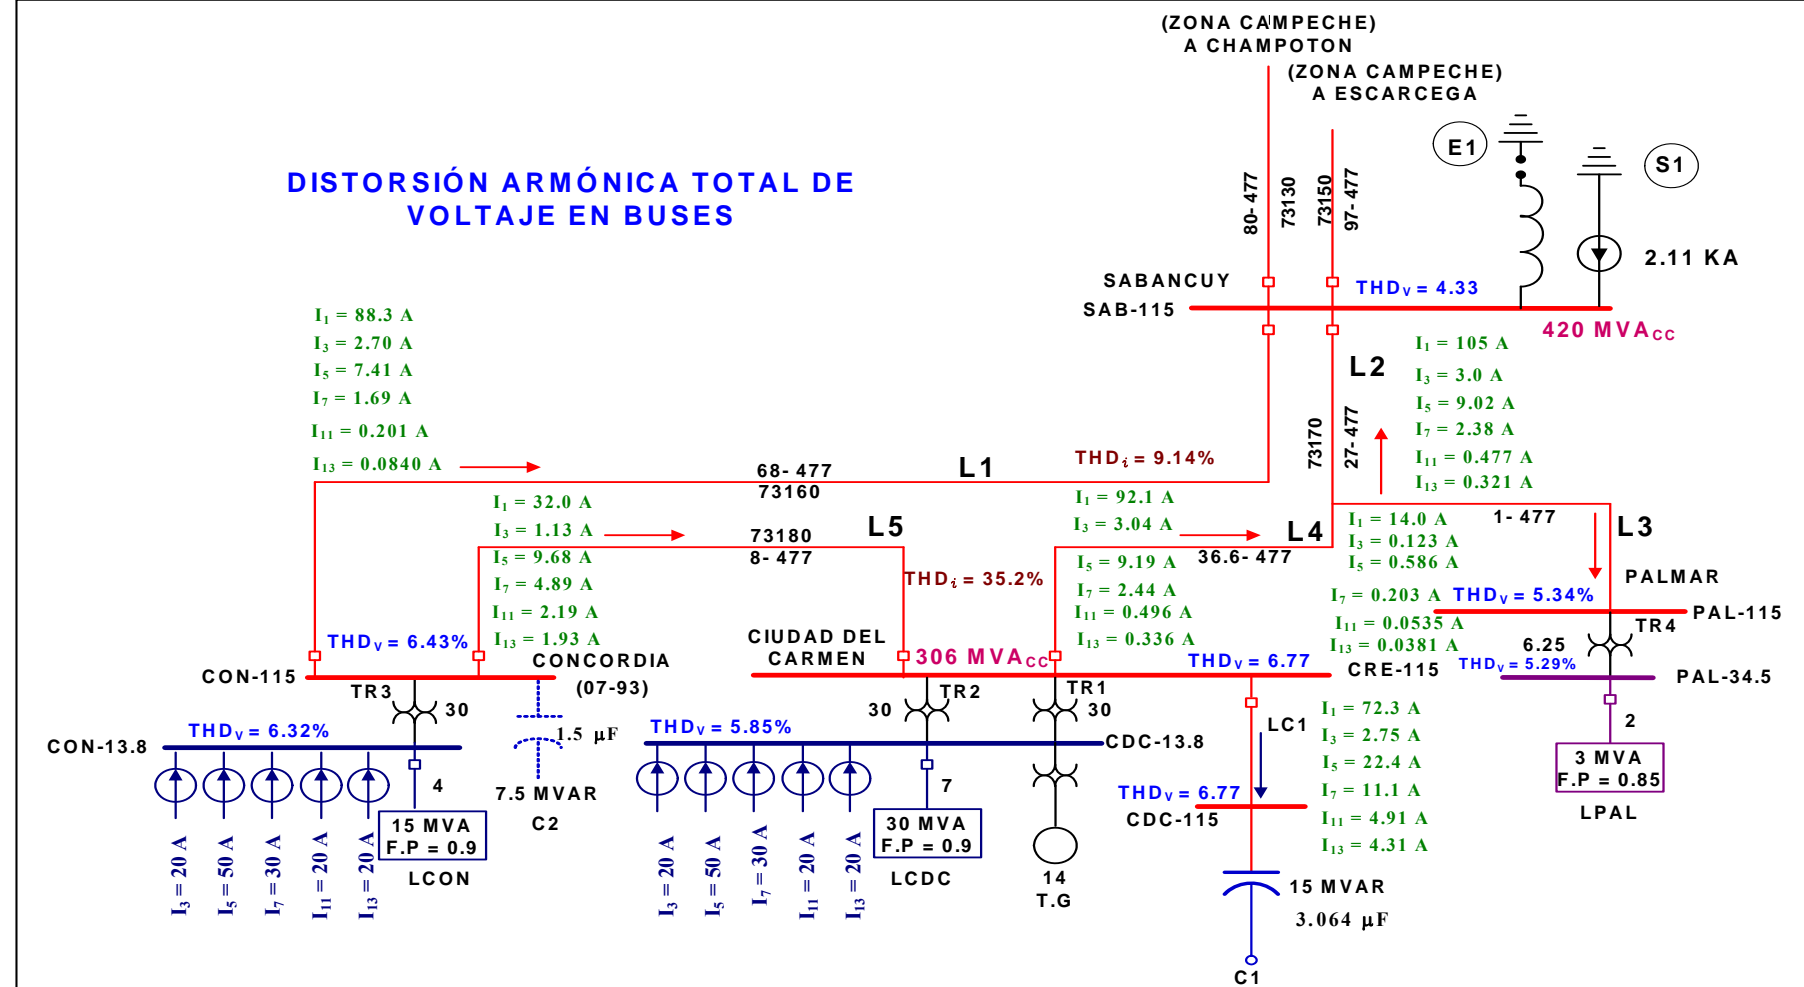 (ZONA CAMPECHE)
A CHAMPOTON
(ZONA CAMPECHE)
A ESCARCEGA
E1
S1
DISTORSIÓN ARMÓNICA TOTAL DE
VOLTAJE EN BUSES
80- 477
73130
73150
97- 477
2.11 KA
SABANCUY
SAB-115
THDV = 4.33
420 MVACC
I1 = 88.3 A
I3 = 2.70 A
I5 = 7.41 A
I7 = 1.69 A
I11 = 0.201 A
I13 = 0.0840 A
L2
I1 = 105 A
I3 = 3.0 A
I5 = 9.02 A
I7 = 2.38 A
I11 = 0.477 A
I13 = 0.321 A
73170
27- 477
68- 477
73160
L1
THDi = 9.14%
I1 = 32.0 A
I3 = 1.13 A
I5 = 9.68 A
I7 = 4.89 A
I11 = 2.19 A
I13 = 1.93 A
73180
8- 477
L5
THDi = 35.2%
I1 = 92.1 A
I3 = 3.04 A
I5 = 9.19 A
I7 = 2.44 A
I11 = 0.496 A
I13 = 0.336 A
L4
36.6- 477
1- 477
L3
I1 = 14.0 A
I3 = 0.123 A
I5 = 0.586 A
I7 = 0.203 A
I11 = 0.0535 A
I13 = 0.0381 A
PALMAR
THDV = 5.34%
PAL-115
TR4
6.25
THDV = 5.29%
PAL-34.5
2
3 MVA
F.P = 0.85
LPAL
THDV = 6.43%
CON-115
CONCORDIA
(07-93)
TR3
30
1.5 μF
7.5 MVAR
C2
CIUDAD DEL
CARMEN
306 MVACC
THDV = 6.77
CRE-115
TR2
30
TR1
30
LC1
I1 = 72.3 A
I3 = 2.75 A
I5 = 22.4 A
I7 = 11.1 A
I11 = 4.91 A
I13 = 4.31 A
THDV = 6.32%
CON-13.8
4
15 MVA
F.P = 0.9
LCON
I3 = 20 A
I5 = 50 A
I7 = 30 A
I11 = 20 A
I13 = 20 A
THDV = 5.85%
CDC-13.8
7
30 MVA
F.P = 0.9
LCDC
I3 = 20 A
I5 = 50 A
I7 = 30 A
I11 = 20 A
I13 = 20 A
14
T.G
THDV = 6.77
CDC-115
15 MVAR
3.064 μF
C1